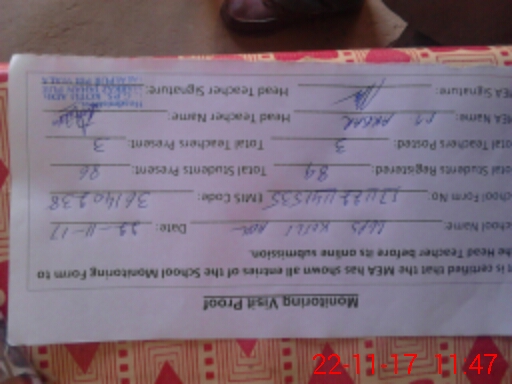 Monitoring Visit Proof
It is certified that the MEA has shown all entries of the School Monitoring Form to
the Head Teacher before its online submission.
School Name: GGPS KOTLI Date: 22-11-17
School Form No: EMIS Code: 36140238
Total Students Registered: 89 Total Students Present: 86
Total Teachers Posted: 3 Total Teachers Present: 3
MEA Name: Head Teacher Name:
MEA Signature: Head Teacher Signature:
22-11-17 11:47